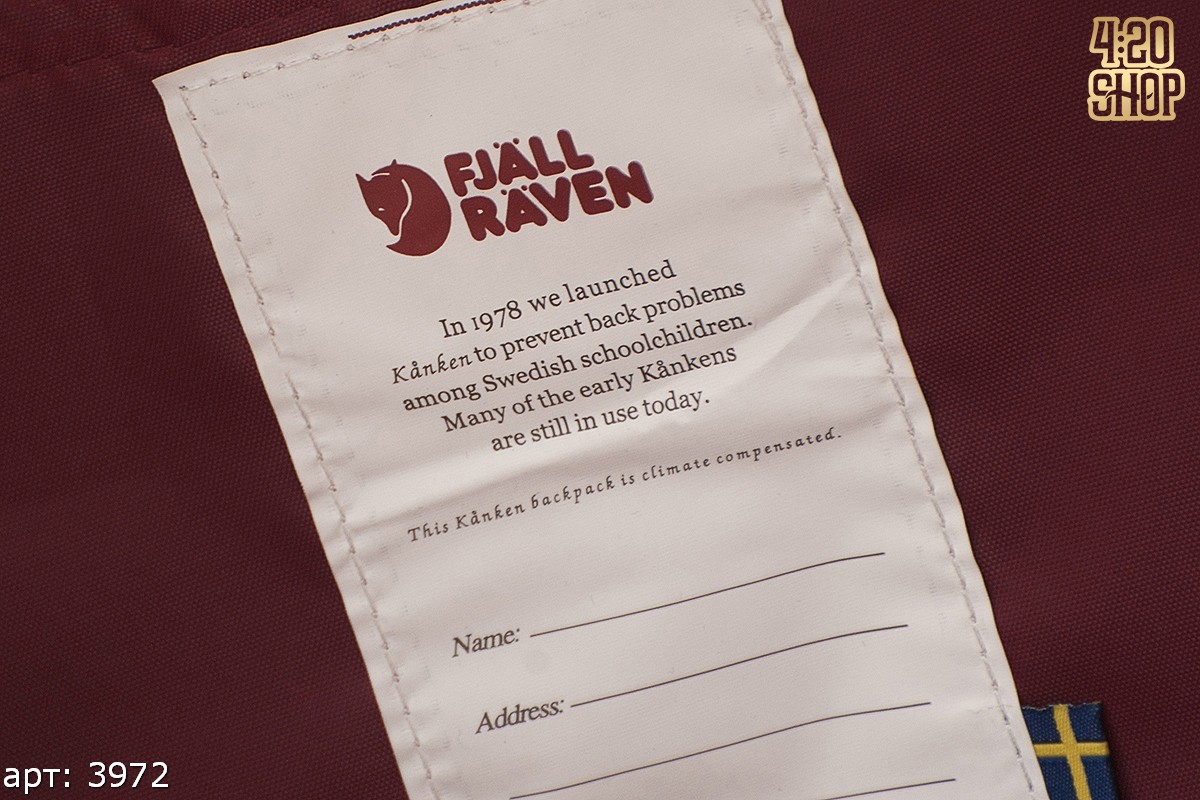 4:20
SHOP
FJÄLL
RÄVEN
In 1978 we launched
Kånken to prevent back problems
among Swedish schoolchildren.
Many of the early Kånkens
are still in use today.
This Kånken backpack is climate compensated.
Name:
Address:
арт: 3972